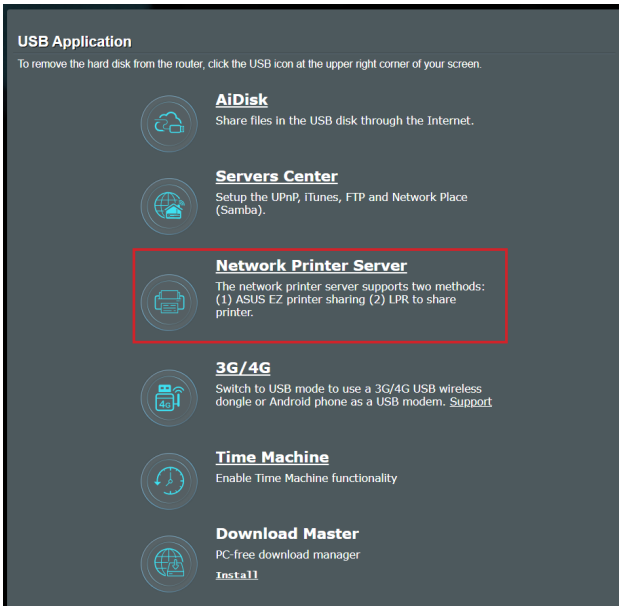 USB Application
To remove the hard disk from the router, click the USB icon at the upper right corner of your screen.
AiDisk
Share files in the USB disk through the Internet.
Servers Center
Setup the UPnP, iTunes, FTP and Network Place
(Samba).
Network Printer Server
The network printer server supports two methods:
(1) ASUS EZ printer sharing (2) LPR to share
printer.
3G/4G
Switch to USB mode to use a 3G/4G USB wireless
dongle or Android phone as a USB modem. Support
4G
Time Machine
Enable Time Machine functionality
Download Master
PC-free download manager
Install